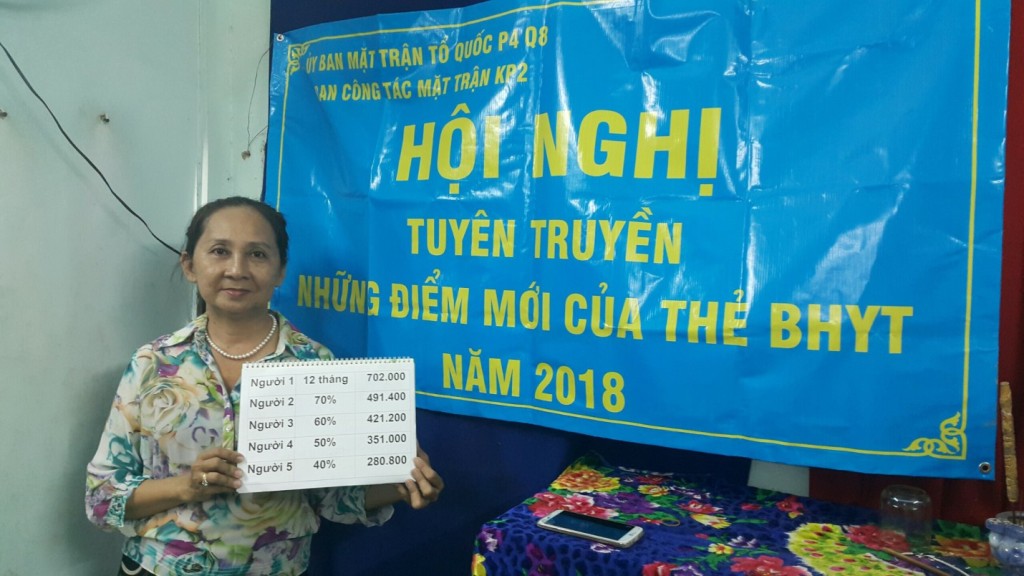 ỦY BAN MẶT TRẬN TỔ QUỐC P4 Q8
BAN CÔNG TÁC MẶT TRẬN KP2
HỘI NGHỊ
TUYÊN TRUYỀN
NHỮNG ĐIỂM MỚI CỦA THẺ BHYT
NĂM 2018
Người 1 12 tháng 702.000
Người 2 70% 491.400
Người 3 60% 421.200
Người 4 50% 351.000
Người 5 40% 280.800